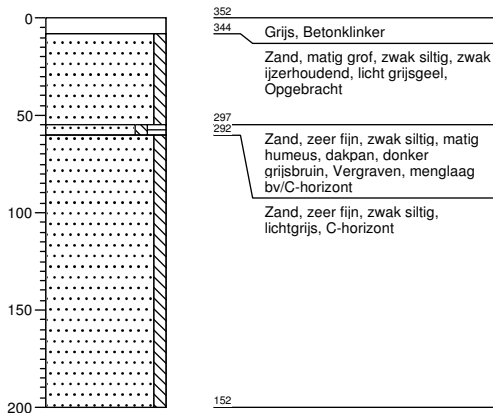 0
50
100
150
200
352
344
Grijs, Betonklinker
Zand, matig grof, zwak siltig, zwak
ijzerhoudend, licht grijsgeel,
Opgebracht
297
292
Zand, zeer fijn, zwak siltig, matig
humeus, dakpan, donker
grijsbruin, Vergraven, menglaag
bv/C-horizont
Zand, zeer fijn, zwak siltig,
lichtgrijs, C-horizont
152